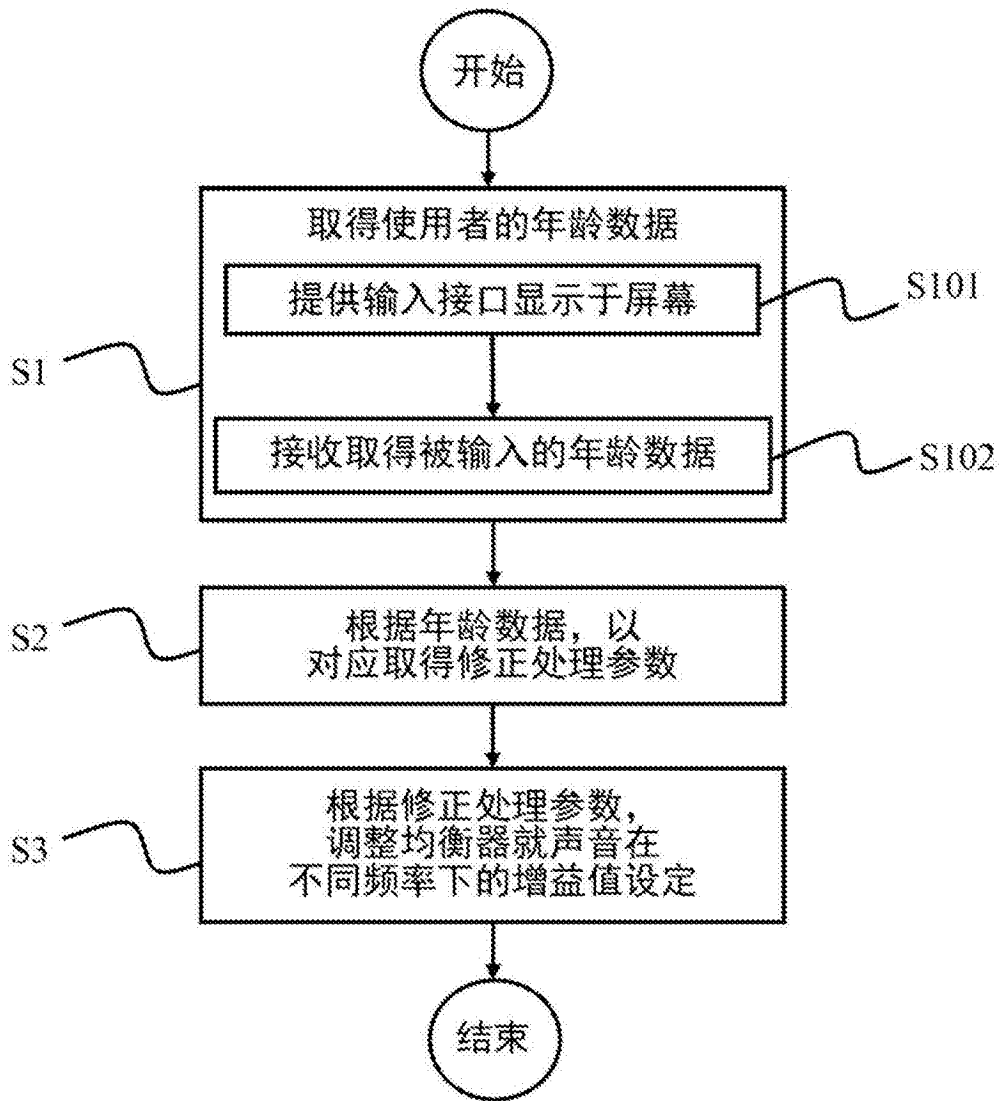 开始
取得使用者的年龄数据
提供输入接口显示于屏幕
S101
S1
接收取得被输入的年龄数据
S102
S2
根据年龄数据，以
对应取得修正处理参数
S3
根据修正处理参数，
调整均衡器就声音在
不同频率下的增益值设定
结束